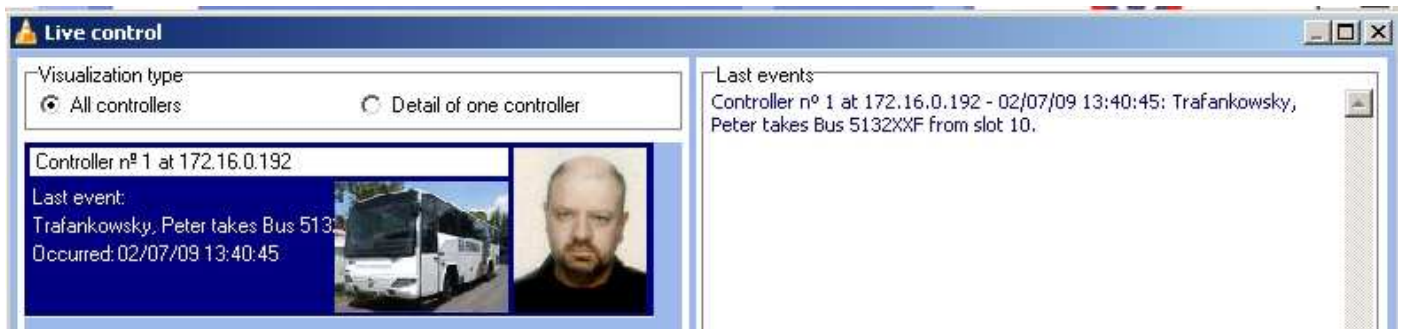 Live control
Visualization type
All controllers
Detail of one controller
Controller nº 1 at 172.16.0.192
Last event:
Trafankowsky, Peter takes Bus 513
Occurred: 02/07/09 13:40:45
Last events
Controller nº 1 at 172.16.0.192 - 02/07/09 13:40:45: Trafankowsky,
Peter takes Bus 5132XXF from slot 10.